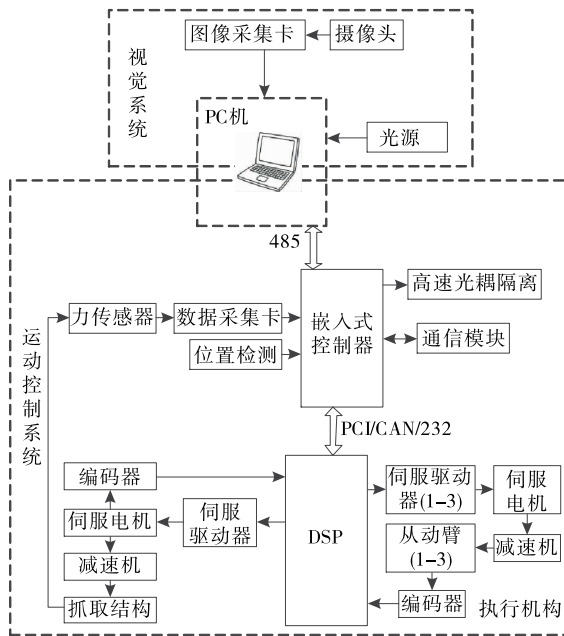 图像采集卡
摄像头
视觉系统
PC机
光源
485
力传感器
数据采集卡
嵌入式
控制器
高速光耦隔离
位置检测
通信模块
运动控制系统
PCI/CAN/232
编码器
伺服电机
减速机
抓取结构
伺服
驱动器
DSP
伺服驱动
器(1-3)
伺服
电机
从动臂
(1-3)
减速机
编码器
执行机构